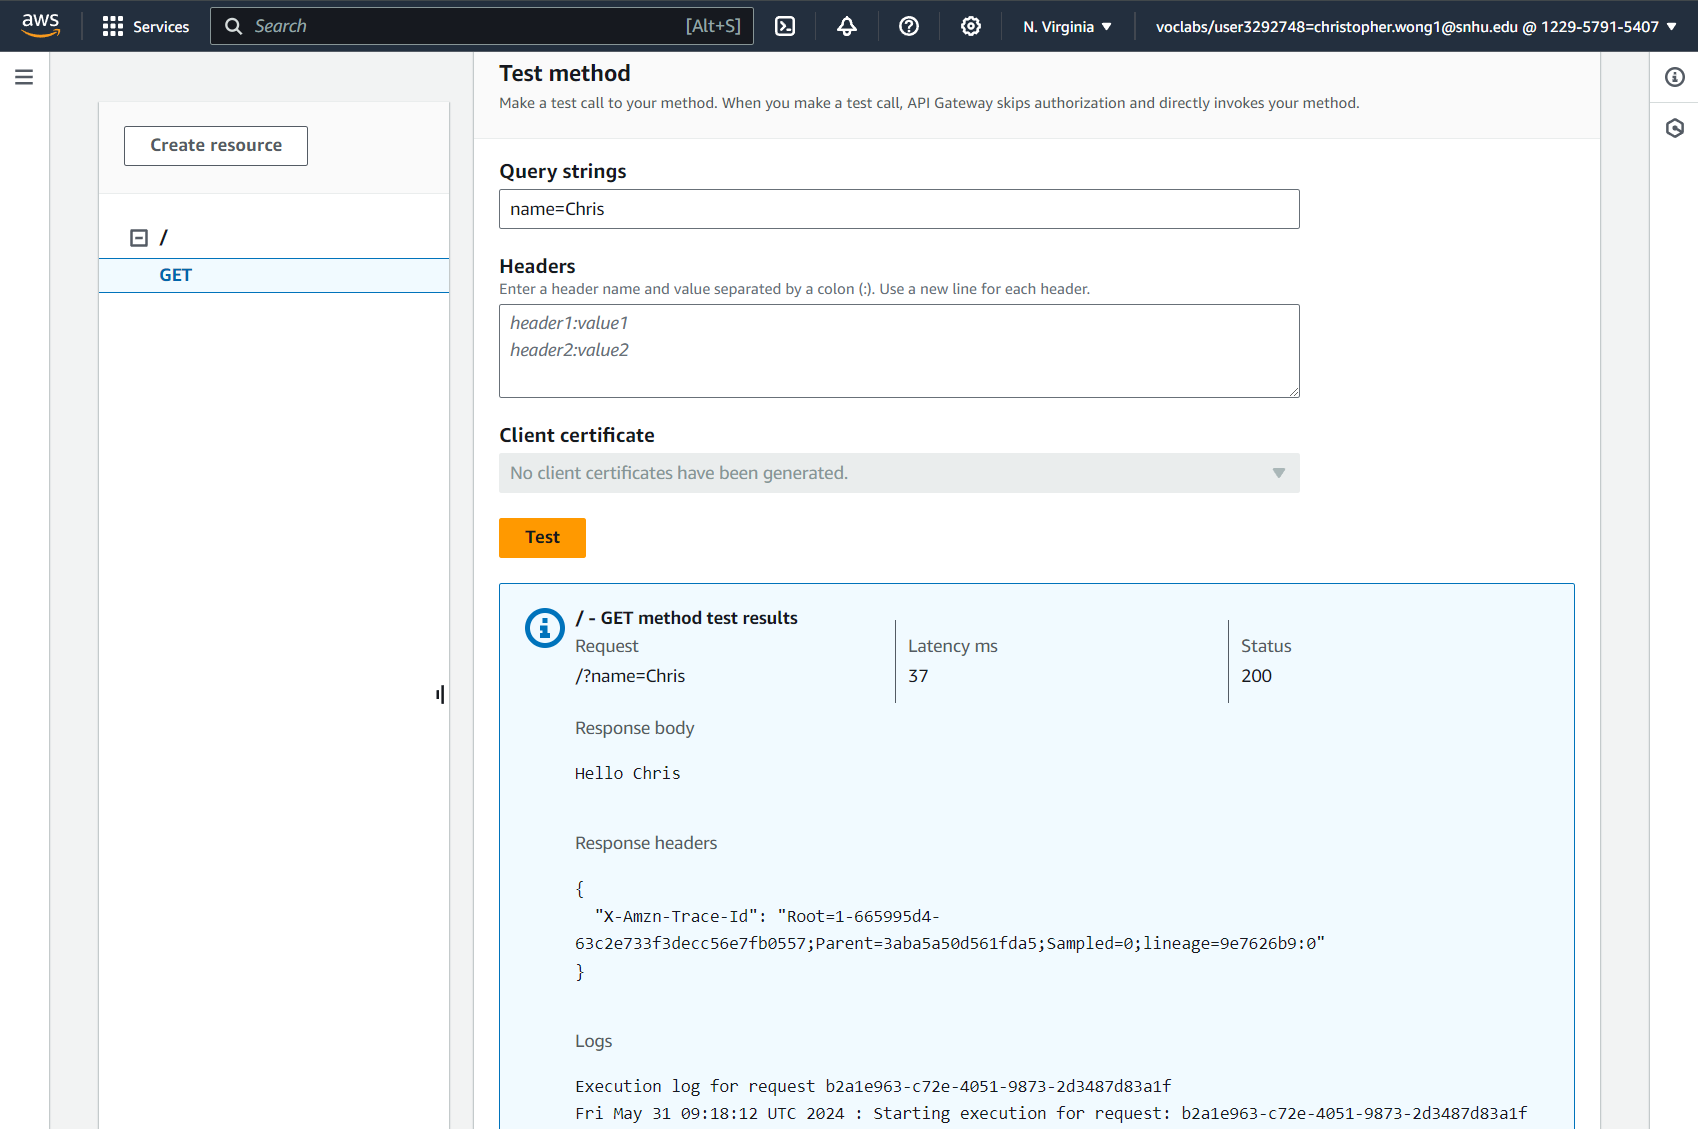 aws
Services
Search
[Alt+S]
N. Virginia
voclabs/user3292748=christopher.wong1@snhu.edu @ 1229-5791-5407
Create resource
/
GET
Test method
Make a test call to your method. When you make a test call, API Gateway skips authorization and directly invokes your method.
Query strings
name=Chris
Headers
Enter a header name and value separated by a colon (:). Use a new line for each header.
header1:value1
header2:value2
Client certificate
No client certificates have been generated.
Test
/ - GET method test results
Request
/?name=Chris
Latency ms
37
Status
200
Response body
Hello Chris
Response headers
{
"X-Amzn-Trace-Id": "Root=1-665995d4-
63c2e733f3decc56e7fb0557;Parent=3aba5a50d561fda5;Sampled=0;lineage=9e7626b9:0"
}
Logs
Execution log for request b2a1e963-c72e-4051-9873-2d3487d83a1f
Fri May 31 09:18:12 UTC 2024 : Starting execution for request: b2a1e963-c72e-4051-9873-2d3487d83a1f